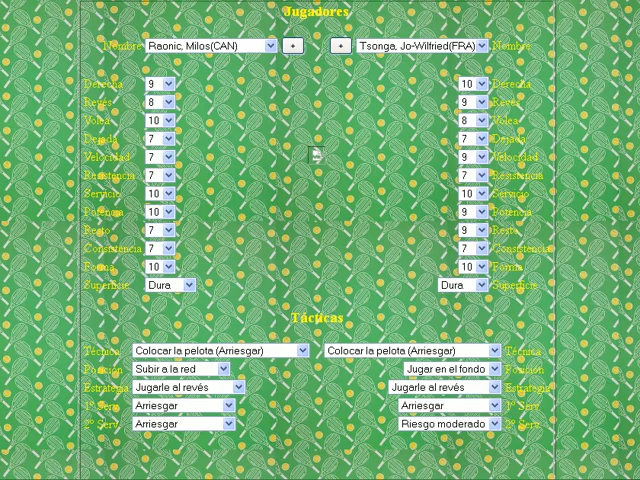 Jugadores
Nombre Raonic, Milos(CAN) + + Tsonga, Jo-Wilfried(FRA) Nombre
Derecha 9 10 Derecha
Revés 8 9 Revés
Volea 10 8 Volea
Dejada 7 7 Dejada
Velocidad 7 9 Velocidad
Resistencia 7 7 Resistencia
Servicio 10 10 Servicio
Potencia 10 9 Potencia
Resto 7 9 Resto
Consistencia 7 7 Consistencia
Forma 10 10 Forma
Superficie Dura Dura Superficie
Tácticas
Técnica Colocar la pelota (Arriesgar) Colocar la pelota (Arriesgar) Técnica
Posición Subir a la red Jugar en el fondo Posición
Estrategia Jugarle al revés Jugarle al revés Estrategia
1º Serv Arriesgar Arriesgar 1º Serv
2º Serv Arriesgar Riesgo moderado 2º Serv